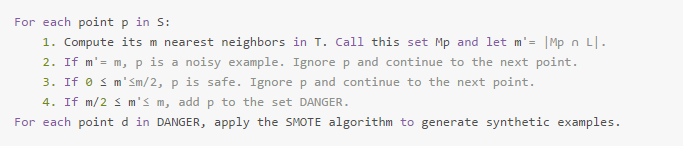 For each point p in S:
1. Compute its m nearest neighbors in T. Call this set Mp and let m'= |Mp ∩ L|.
2. If m'= m, p is a noisy example. Ignore p and continue to the next point.
3. If 0 ≤ m'≤m/2, p is safe. Ignore p and continue to the next point.
4. If m/2 ≤ m'≤ m, add p to the set DANGER.
For each point d in DANGER, apply the SMOTE algorithm to generate synthetic examples.